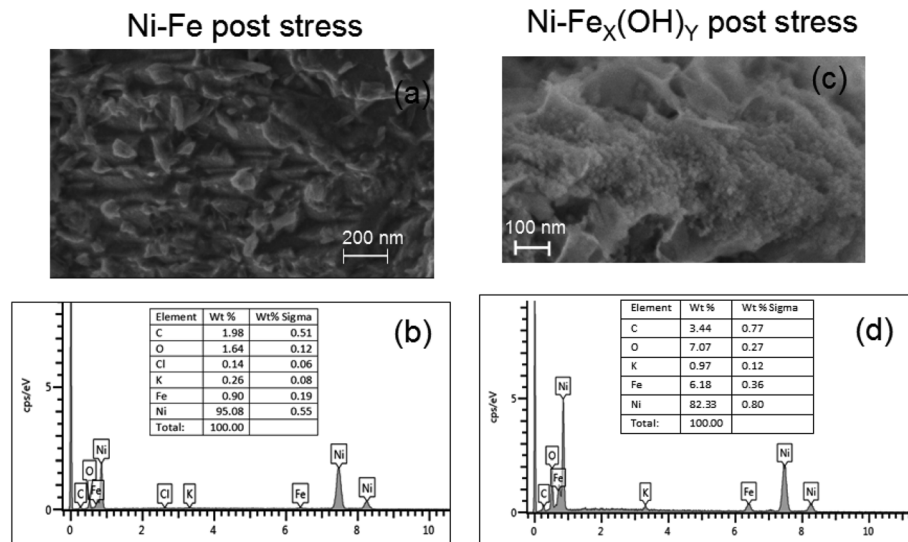 Ni-Fe post stress
Ni-FeX(OH)Y post stress
(a)
200 nm
(c)
100 nm
(b)
cps/eV
5
0
Element Wt % Wt% Sigma
C 1.98 0.51
O 1.64 0.12
Cl 0.14 0.06
K 0.26 0.08
Fe 0.90 0.19
Ni 95.08 0.55
Total: 100.00
C
O
Fe
Ni
Cl
K
Fe
Ni
Ni
0 2 4 6 8 10
(d)
cps/eV
5
0
Element Wt % Wt % Sigma
C 3.44 0.77
O 7.07 0.27
K 0.97 0.12
Fe 6.18 0.36
Ni 82.33 0.80
Total: 100.00
C
O
Fe
Ni
K
Fe
Ni
Ni
0 2 4 6 8 10